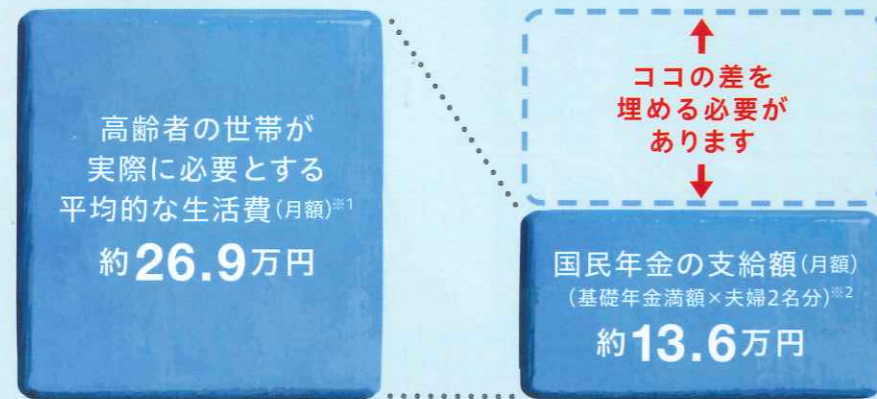 高齢者の世帯が
実際に必要とする
平均的な生活費(月額)※1
約26.9万円
ココの差を
埋める必要が
あります
国民年金の支給額(月額)
(基礎年金満額×夫婦2名分)※2
約13.6万円